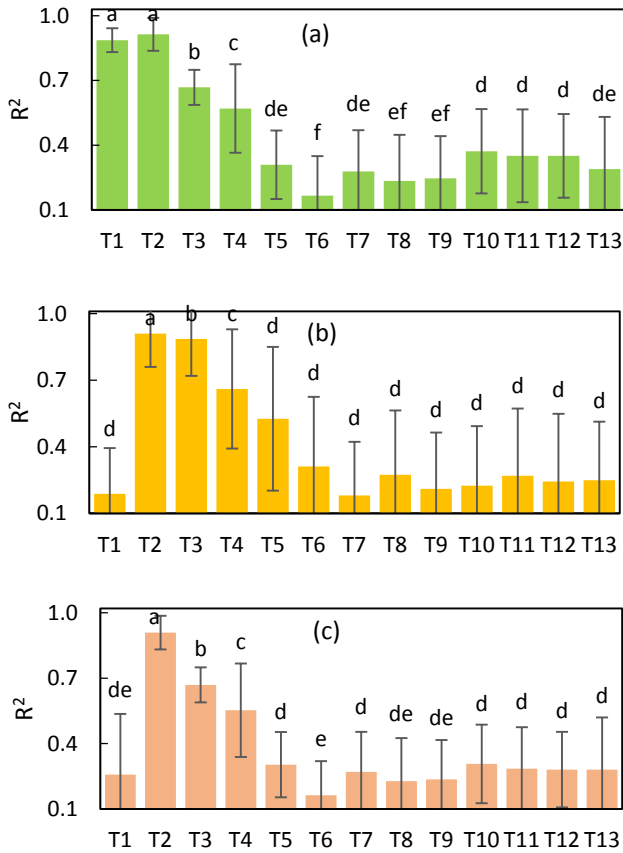 (a)
1.0
0.7
0.4
0.1
R²
a a b c de f de ef ef d d d de
T1 T2 T3 T4 T5 T6 T7 T8 T9 T10 T11 T12 T13
(b)
1.0
0.7
0.4
0.1
R²
d a b c d d d d d d d d d
T1 T2 T3 T4 T5 T6 T7 T8 T9 T10 T11 T12 T13
(c)
1.0
0.7
0.4
0.1
R²
de a b c d e d de de d d d d
T1 T2 T3 T4 T5 T6 T7 T8 T9 T10 T11 T12 T13